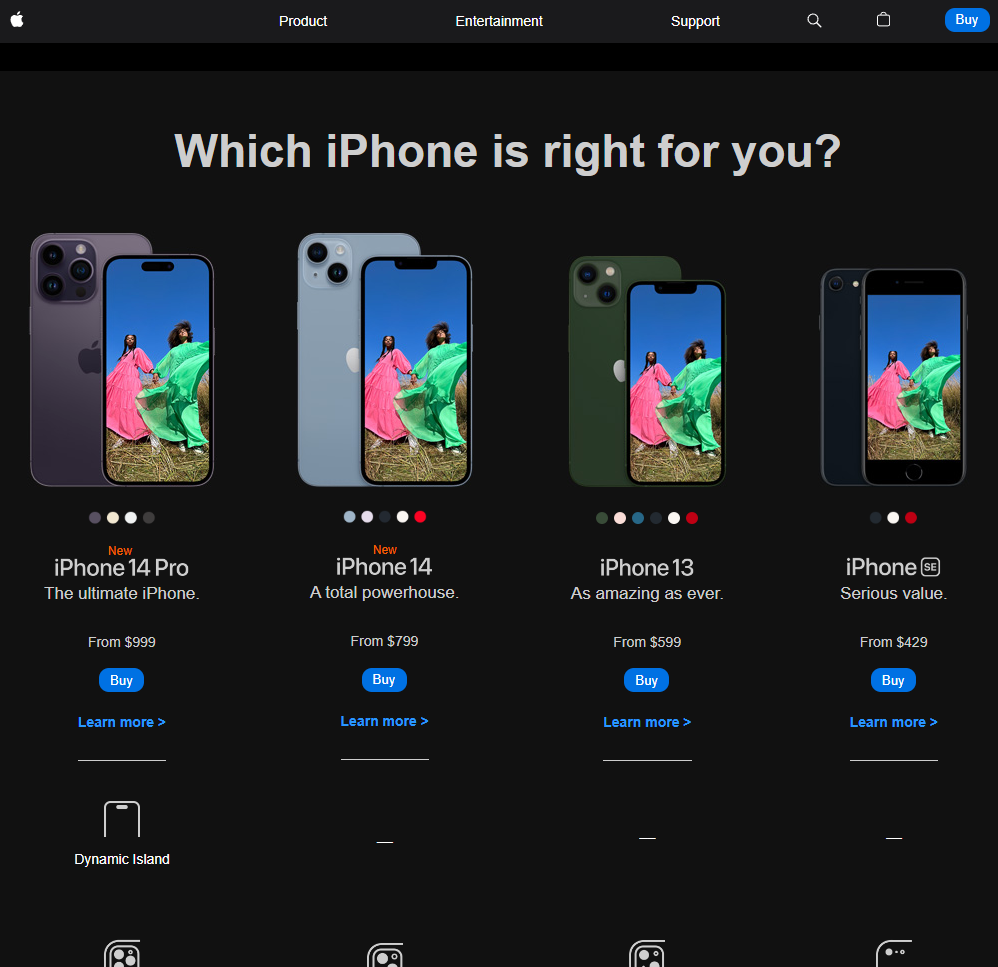 Product Entertainment Support Buy
Which iPhone is right for you?
New New
iPhone 14 Pro iPhone 14 iPhone 13 iPhone SE
The ultimate iPhone. A total powerhouse. As amazing as ever. Serious value.
From $999 From $799 From $599 From $429
Buy Buy Buy Buy
Learn more > Learn more > Learn more > Learn more >
— — —
Dynamic Island